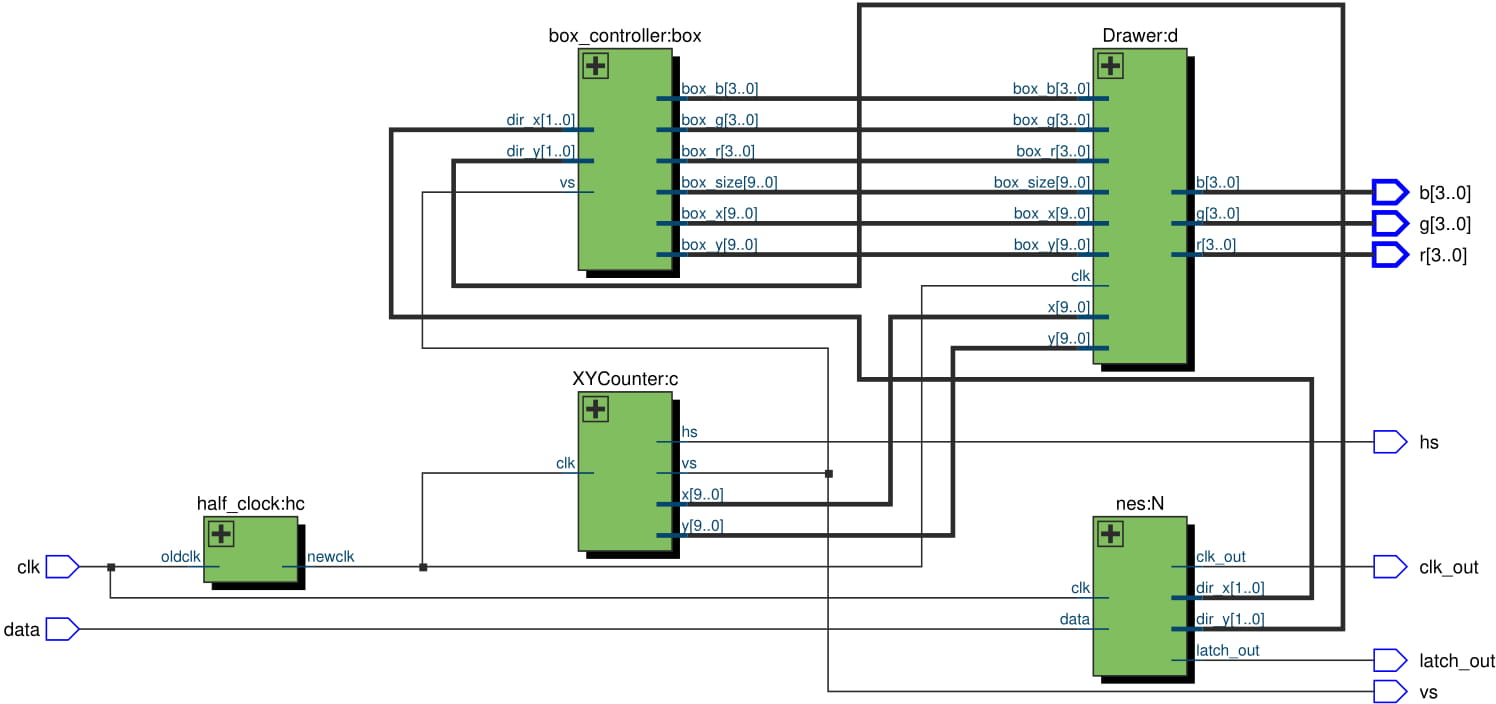 box_controller:box
dir_x[1..0]
dir_y[1..0]
vs
box_b[3..0]
box_g[3..0]
box_r[3..0]
box_size[9..0]
box_x[9..0]
box_y[9..0]
Drawer:d
box_b[3..0]
box_g[3..0]
box_r[3..0]
box_size[9..0]
box_x[9..0]
box_y[9..0]
clk
x[9..0]
y[9..0]
b[3..0]
g[3..0]
r[3..0]
b[3..0]
g[3..0]
r[3..0]
XYCounter:c
clk
hs
vs
x[9..0]
y[9..0]
hs
half_clock:hc
clk
oldclk
newclk
data
nes:N
clk
data
clk_out
dir_x[1..0]
dir_y[1..0]
latch_out
clk_out
latch_out
vs